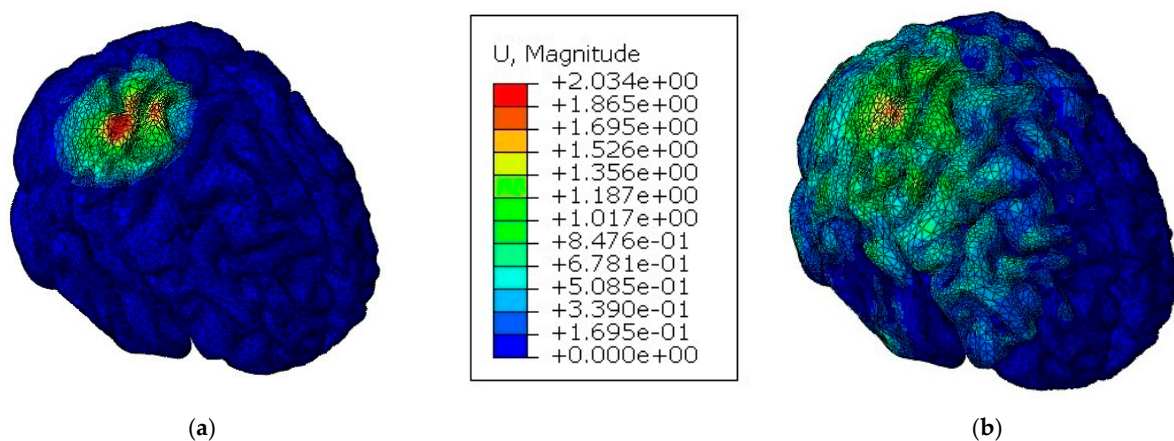 U, Magnitude
+2.034e+00
+1.865e+00
+1.695e+00
+1.526e+00
+1.356e+00
+1.187e+00
+1.017e+00
+8.476e-01
+6.781e-01
+5.085e-01
+3.390e-01
+1.695e-01
+0.000e+00
(a)
(b)